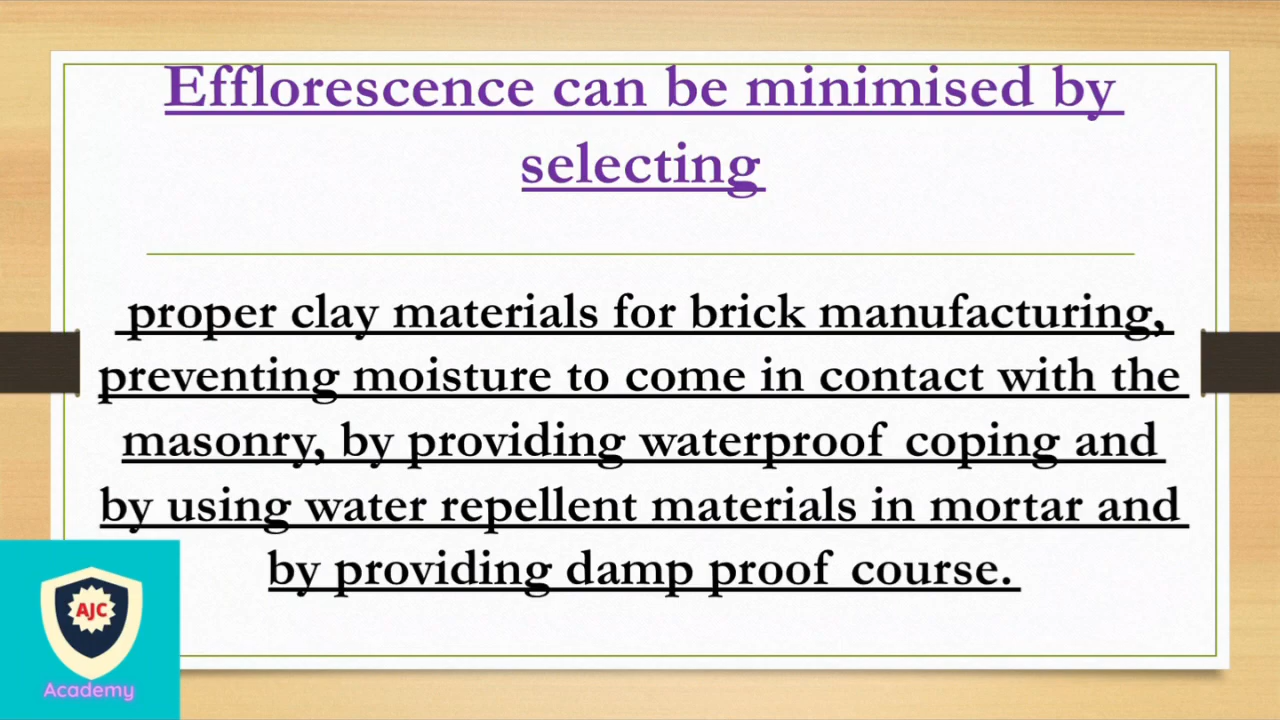 Efflorescence can be minimised by
selecting
proper clay materials for brick manufacturing,
preventing moisture to come in contact with the
masonry, by providing waterproof coping and
by using water repellent materials in mortar and
by providing damp proof course.
AJC
Academy